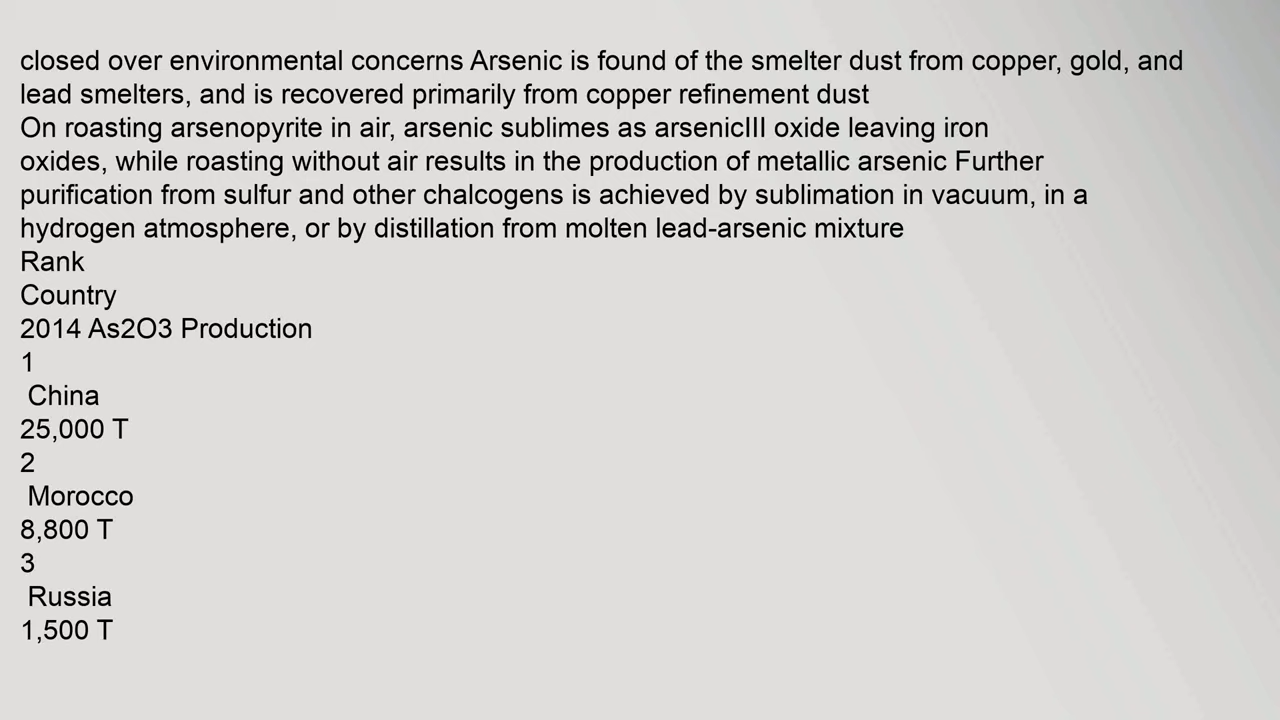 closed over environmental concerns Arsenic is found of the smelter dust from copper, gold, and
lead smelters, and is recovered primarily from copper refinement dust
On roasting arsenopyrite in air, arsenic sublimes as arsenicIII oxide leaving iron
oxides, while roasting without air results in the production of metallic arsenic Further
purification from sulfur and other chalcogens is achieved by sublimation in vacuum, in a
hydrogen atmosphere, or by distillation from molten lead-arsenic mixture
Rank
Country
2014 As2O3 Production
1
China
25,000 T
2
Morocco
8,800 T
3
Russia
1,500 T